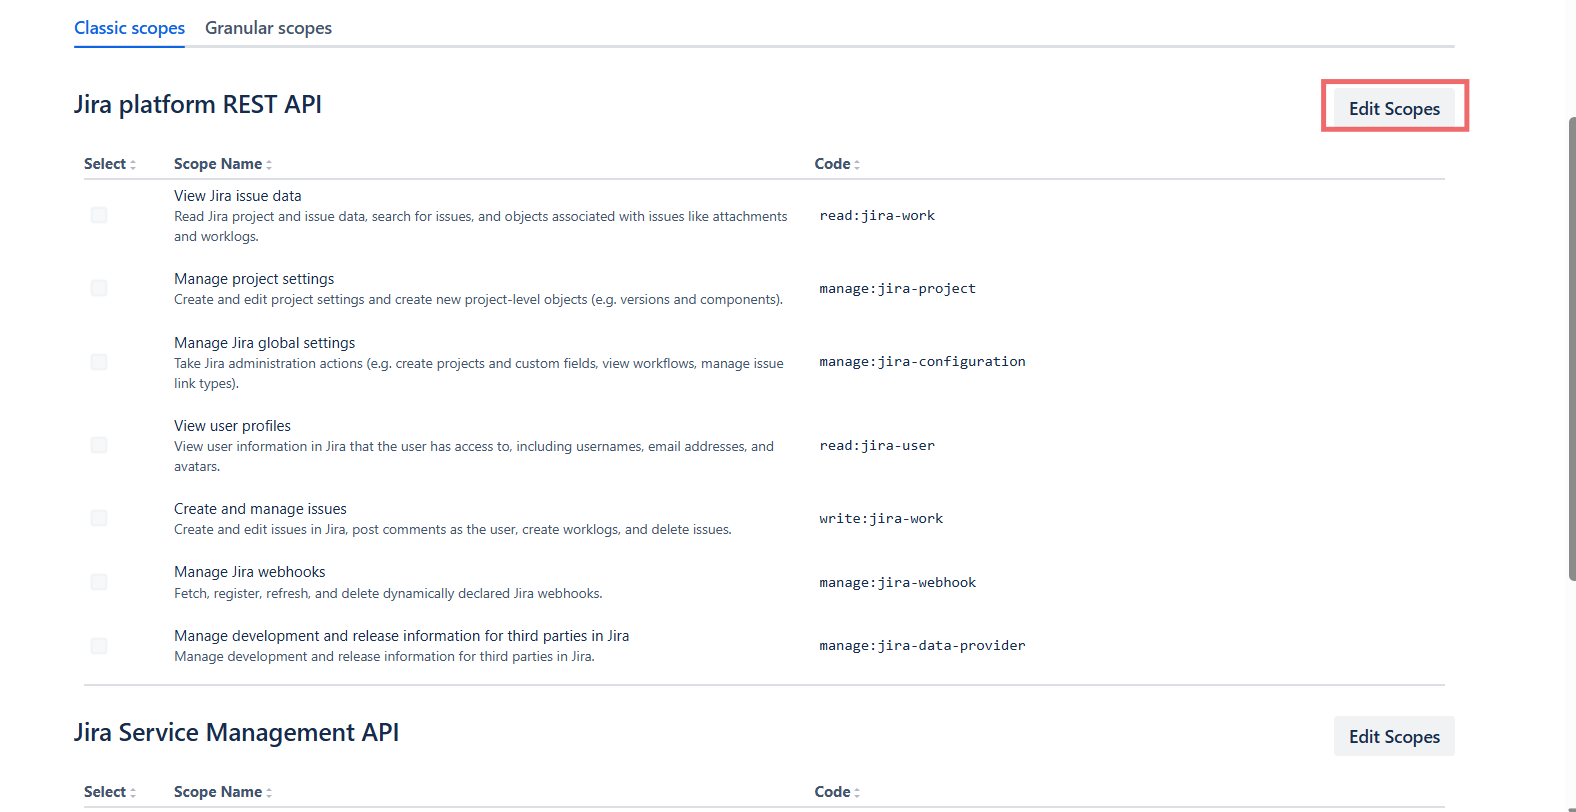 Classic scopes Granular scopes
Jira platform REST API
Edit Scopes
Select Scope Name Code
View Jira issue data
Read Jira project and issue data, search for issues, and objects associated with issues like attachments
and worklogs.
read:jira-work
Manage project settings
Create and edit project settings and create new project-level objects (e.g. versions and components).
manage:jira-project
Manage Jira global settings
Take Jira administration actions (e.g. create projects and custom fields, view workflows, manage issue
link types).
manage:jira-configuration
View user profiles
View user information in Jira that the user has access to, including usernames, email addresses, and
avatars.
read:jira-user
Create and manage issues
Create and edit issues in Jira, post comments as the user, create worklogs, and delete issues.
write:jira-work
Manage Jira webhooks
Fetch, register, refresh, and delete dynamically declared Jira webhooks.
manage:jira-webhook
Manage development and release information for third parties in Jira
Manage development and release information for third parties in Jira.
manage:jira-data-provider
Jira Service Management API
Edit Scopes
Select Scope Name Code